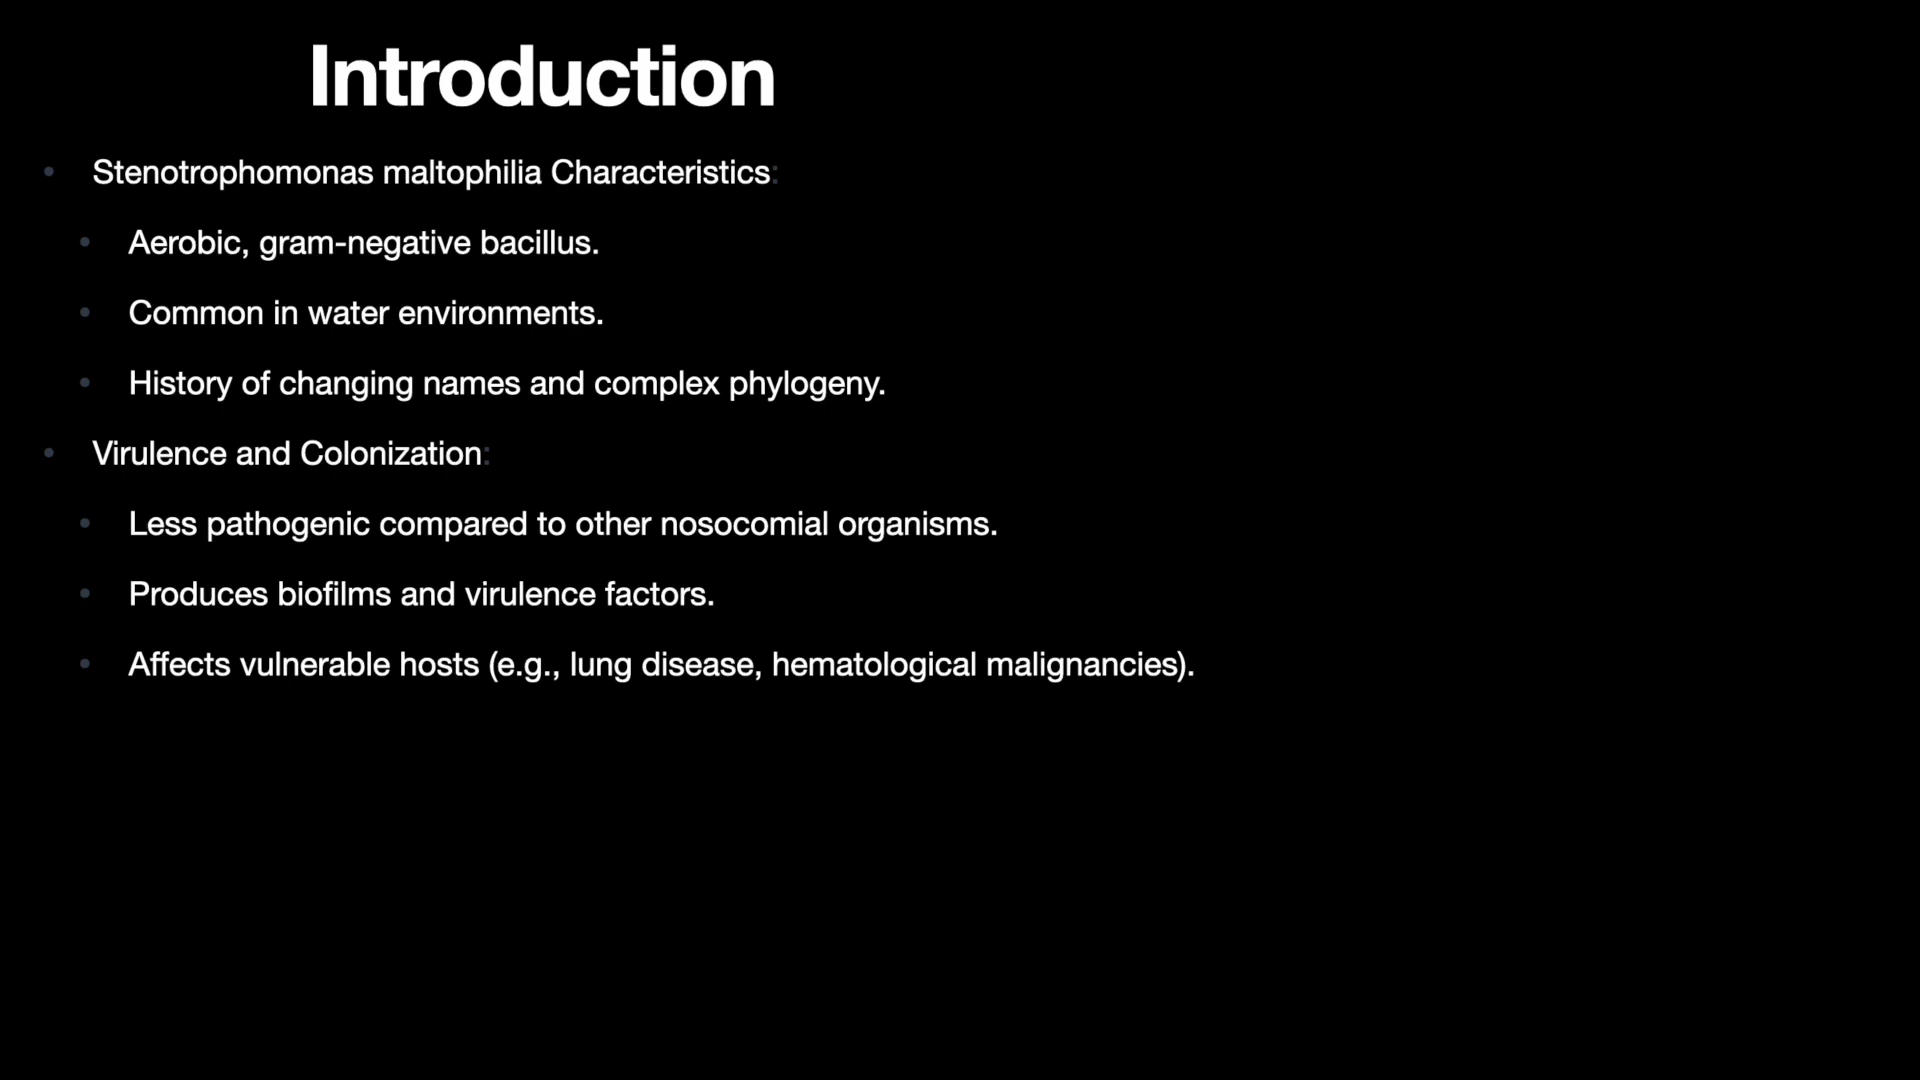 Introduction
• Stenotrophomonas maltophilia Characteristics:
• Aerobic, gram-negative bacillus.
• Common in water environments.
• History of changing names and complex phylogeny.
• Virulence and Colonization:
• Less pathogenic compared to other nosocomial organisms.
• Produces biofilms and virulence factors.
• Affects vulnerable hosts (e.g., lung disease, hematological malignancies).